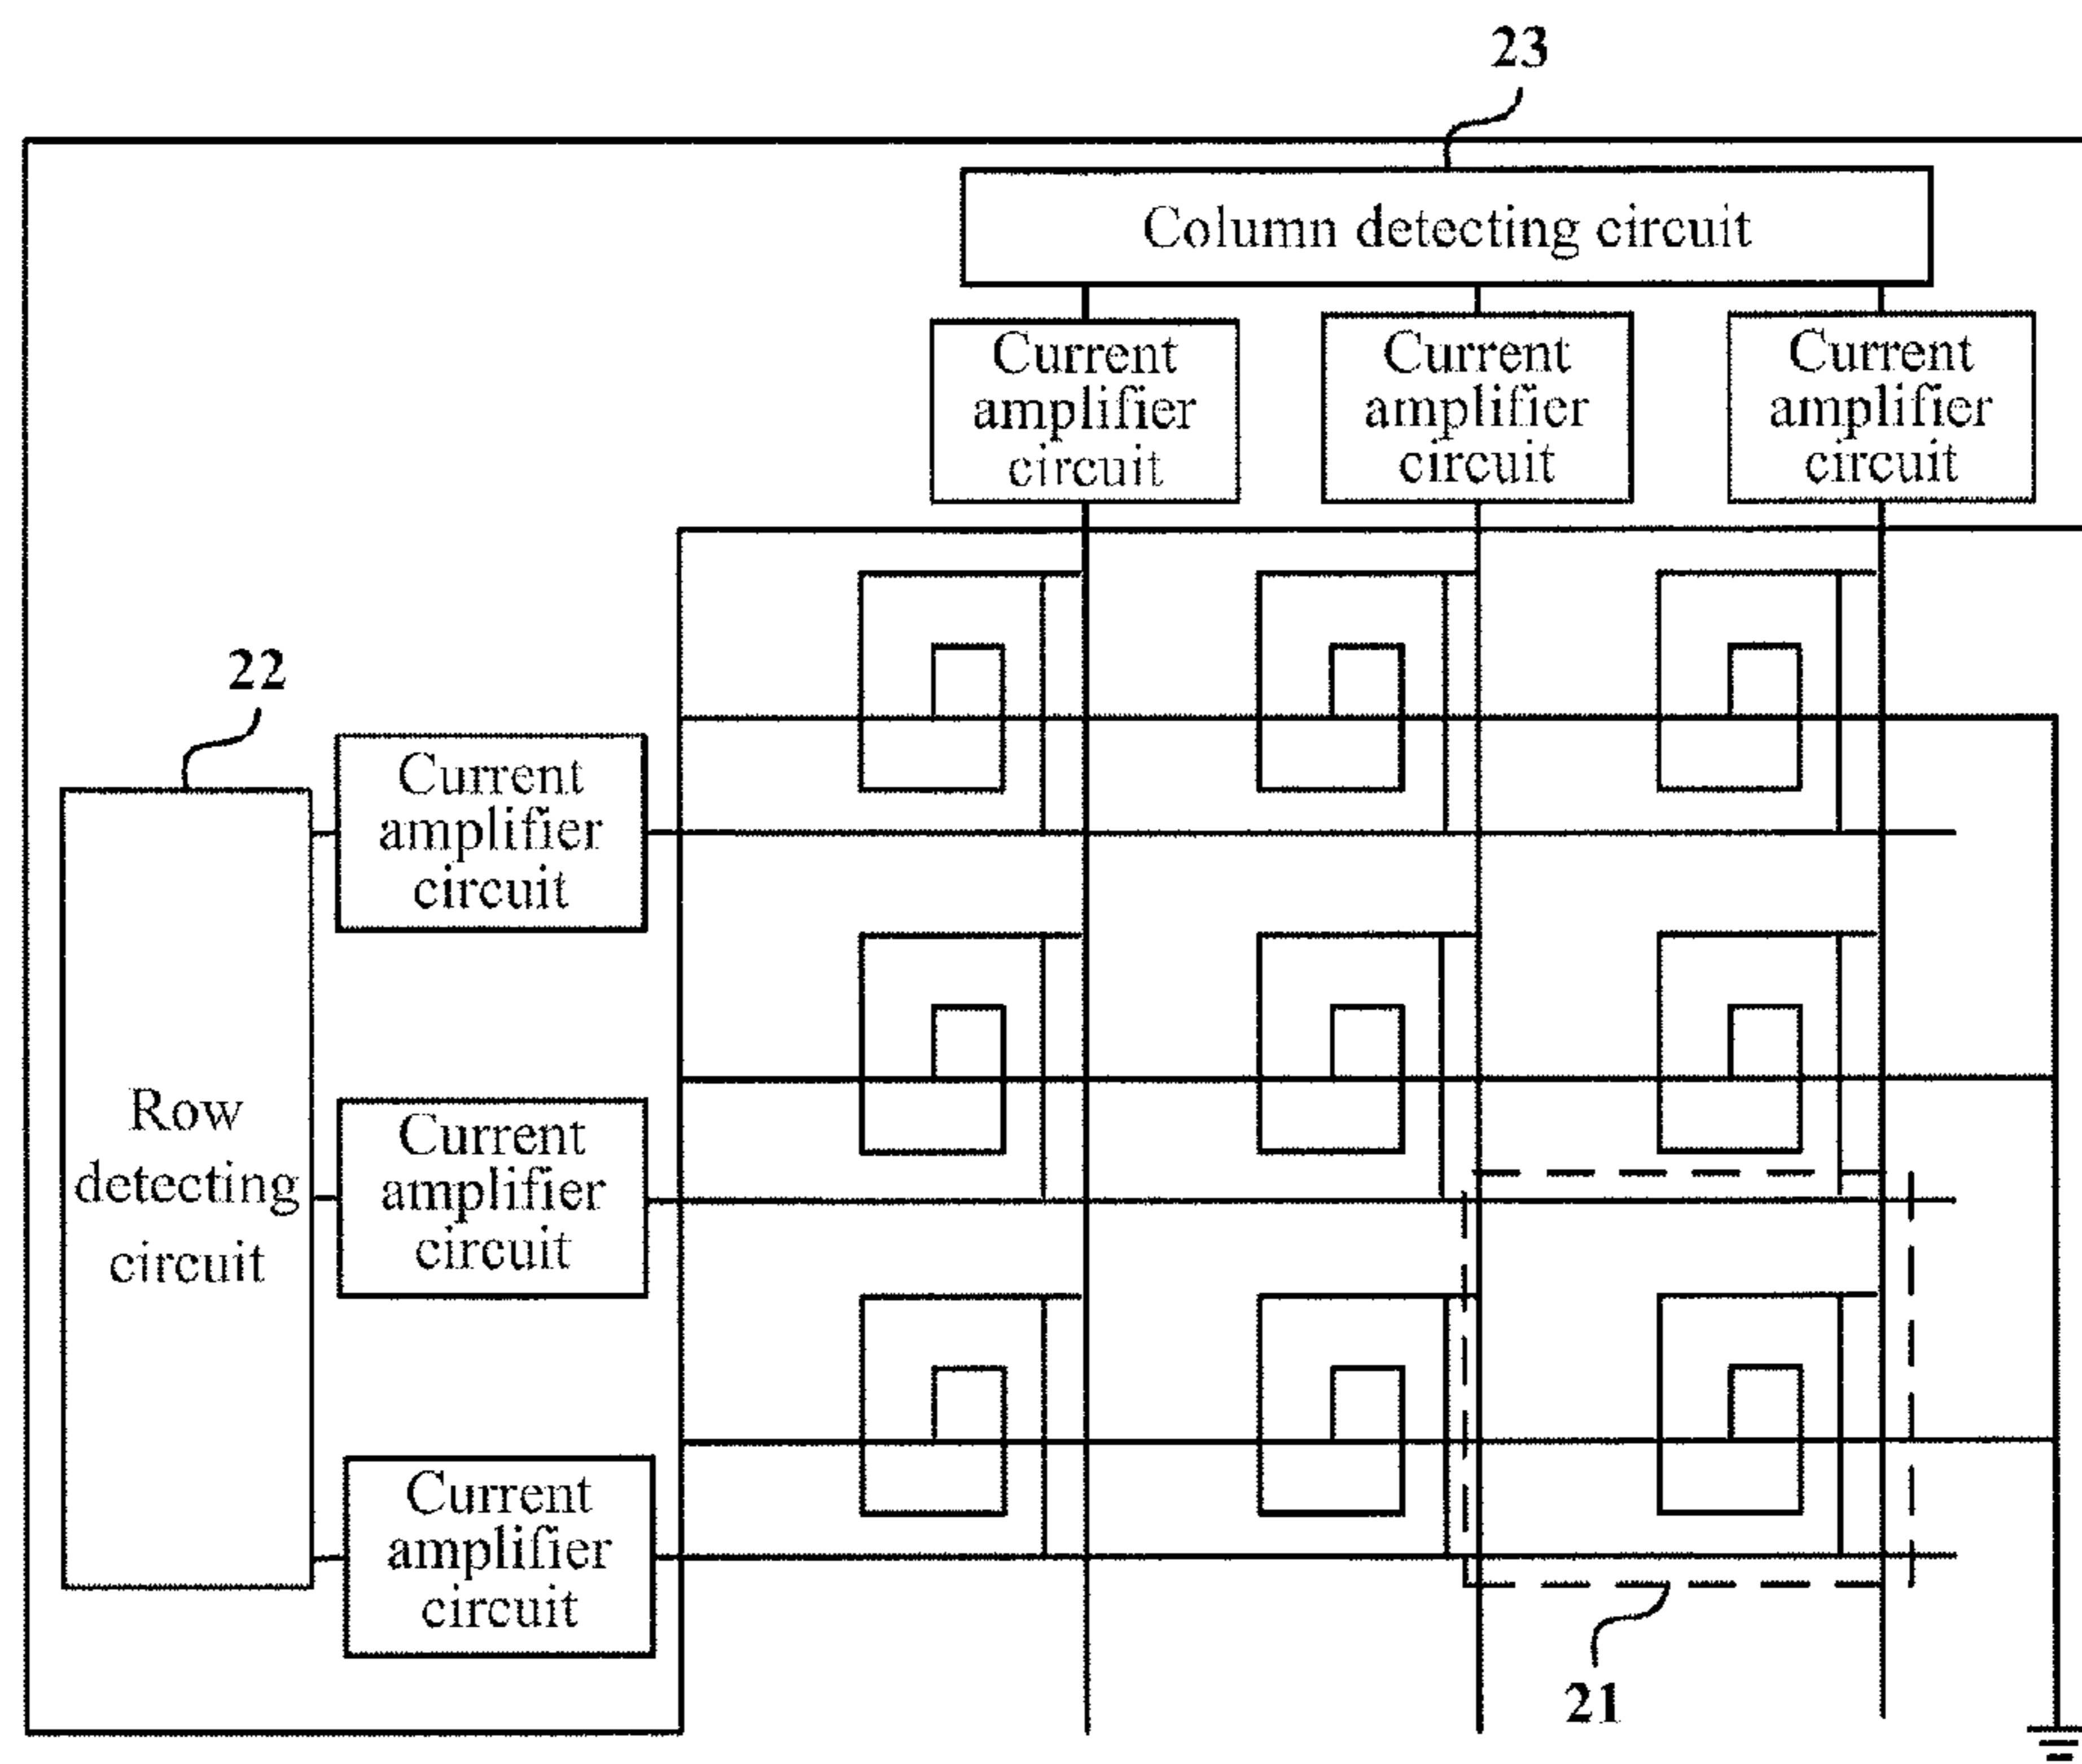 23
Column detecting circuit
Current
amplifier
circuit
Current
amplifier
circuit
Current
amplifier
circuit
22
Current
amplifier
circuit
Row
detecting
circuit
Current
amplifier
circuit
Current
amplifier
circuit
21